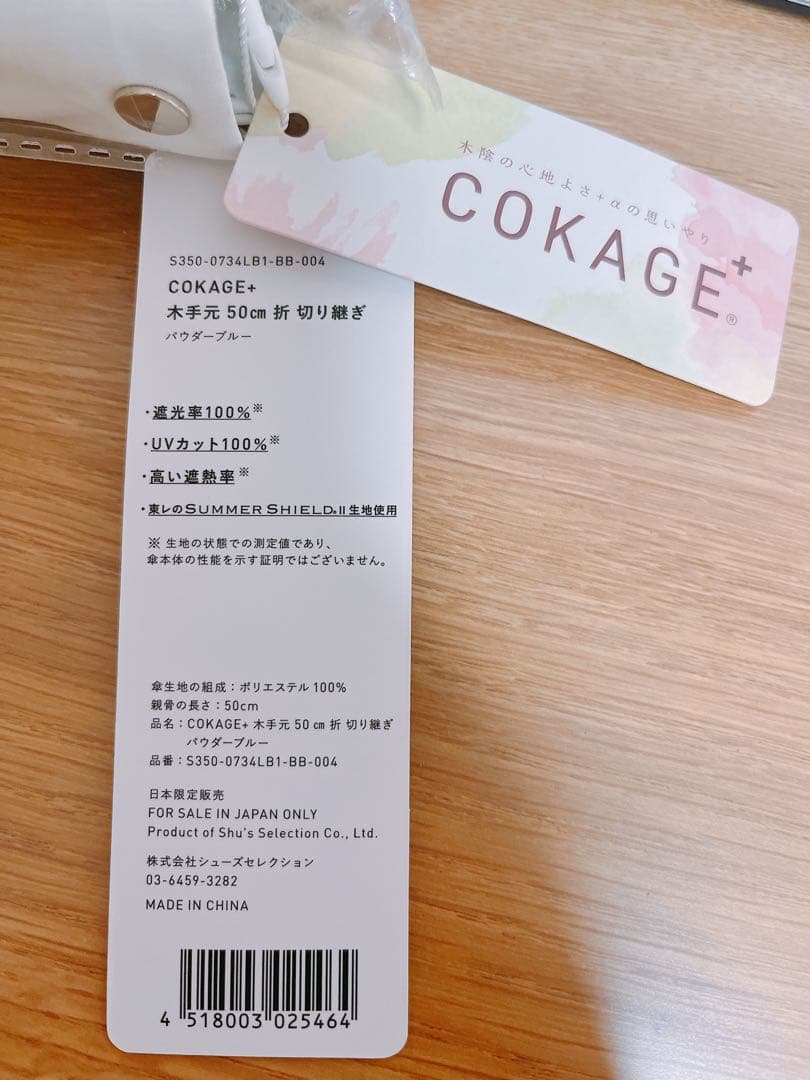 木陰の心地よさ+αの思いやり
COKAGE+®
S350-0734LB1-BB-004
COKAGE+
木手元 50㎝ 折 切り継ぎ
パウダーブルー
・遮光率100%※
・UVカット100%※
・高い遮熱率※
・東レのSUMMER SHIELD®II生地使用
※ 生地の状態での測定値であり、
傘本体の性能を示す証明ではございません。
傘生地の組成：ポリエステル 100%
親骨の長さ：50cm
品名：COKAGE+ 木手元 50 ㎝ 折 切り継ぎ
パウダーブルー
品番：S350-0734LB1-BB-004
日本限定販売
FOR SALE IN JAPAN ONLY
Product of Shu's Selection Co., Ltd.
株式会社シューズセレクション
03-6459-3282
MADE IN CHINA
4 518003 025464